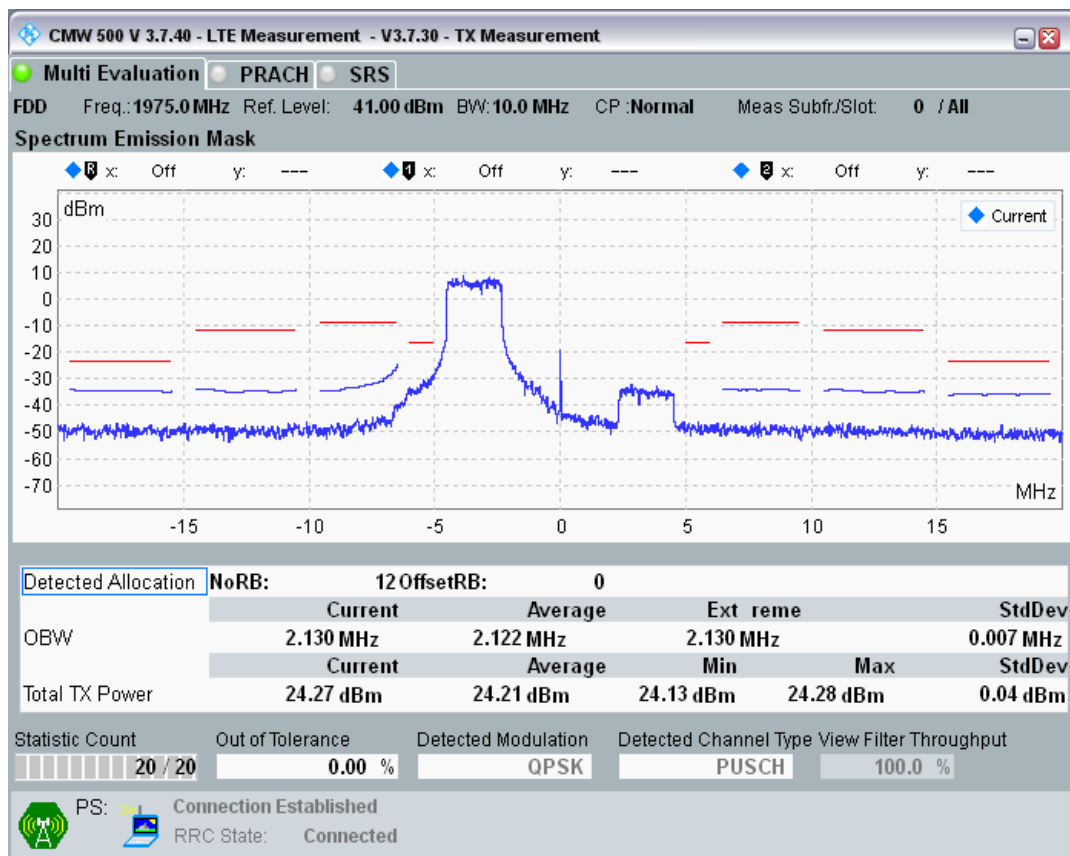 CMW 500 V 3.7.40 - LTE Measurement - V3.7.30 - TX Measurement
Multi Evaluation PRACH SRS
FDD Freq.: 1975.0 MHz Ref. Level: 41.00 dBm BW: 10.0 MHz CP : Normal Meas Subfr./Slot: 0 / All
Spectrum Emission Mask
R x: Off y: --- 1 x: Off y: --- 2 x: Off y: ---
dBm
Current
30
20
10
0
-10
-20
-30
-40
-50
-60
-70
MHz
-15 -10 -5 0 5 10 15
Detected Allocation NoRB: 12 OffsetRB: 0
Current Average Ext reme StdDev
OBW 2.130 MHz 2.122 MHz 2.130 MHz 0.007 MHz
Current Average Min Max StdDev
Total TX Power 24.27 dBm 24.21 dBm 24.13 dBm 24.28 dBm 0.04 dBm
Statistic Count Out of Tolerance Detected Modulation Detected Channel Type View Filter Throughput
20 / 20 0.00 % QPSK PUSCH 100.0 %
PS: Connection Established
RRC State: Connected